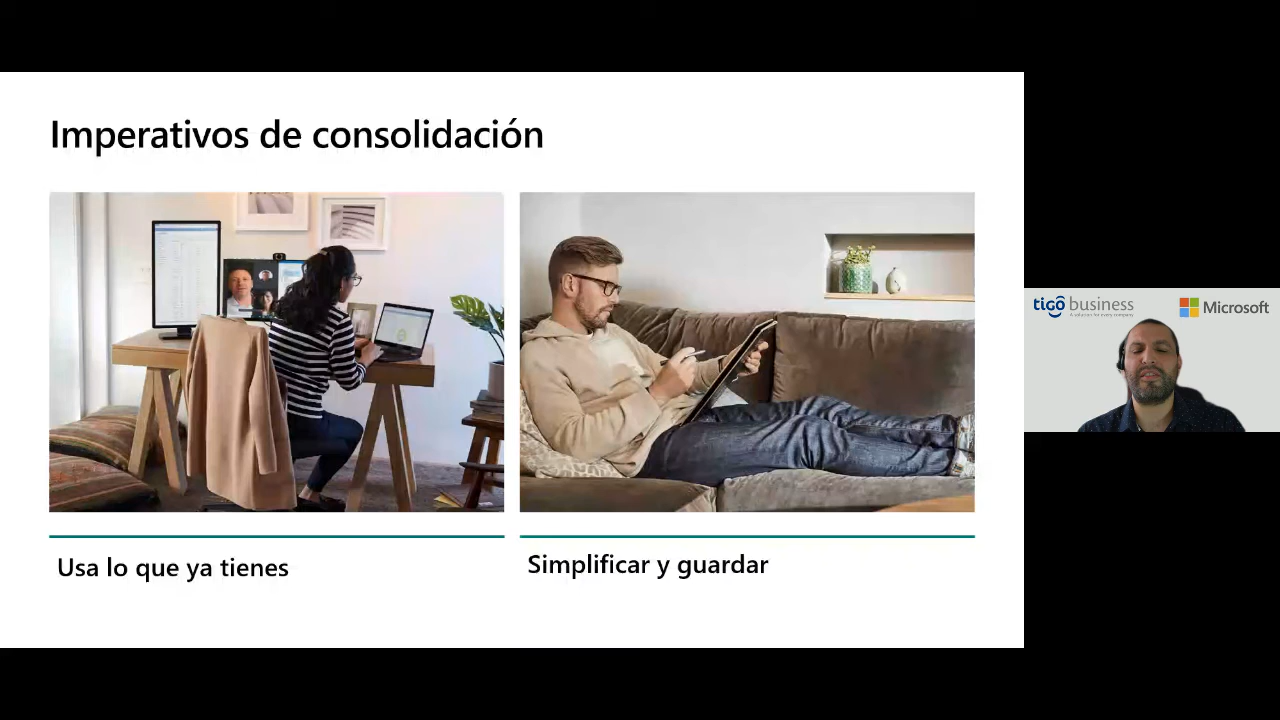 Imperativos de consolidación
Usa lo que ya tienes
Simplificar y guardar
tigo business
A solution for every company
Microsoft